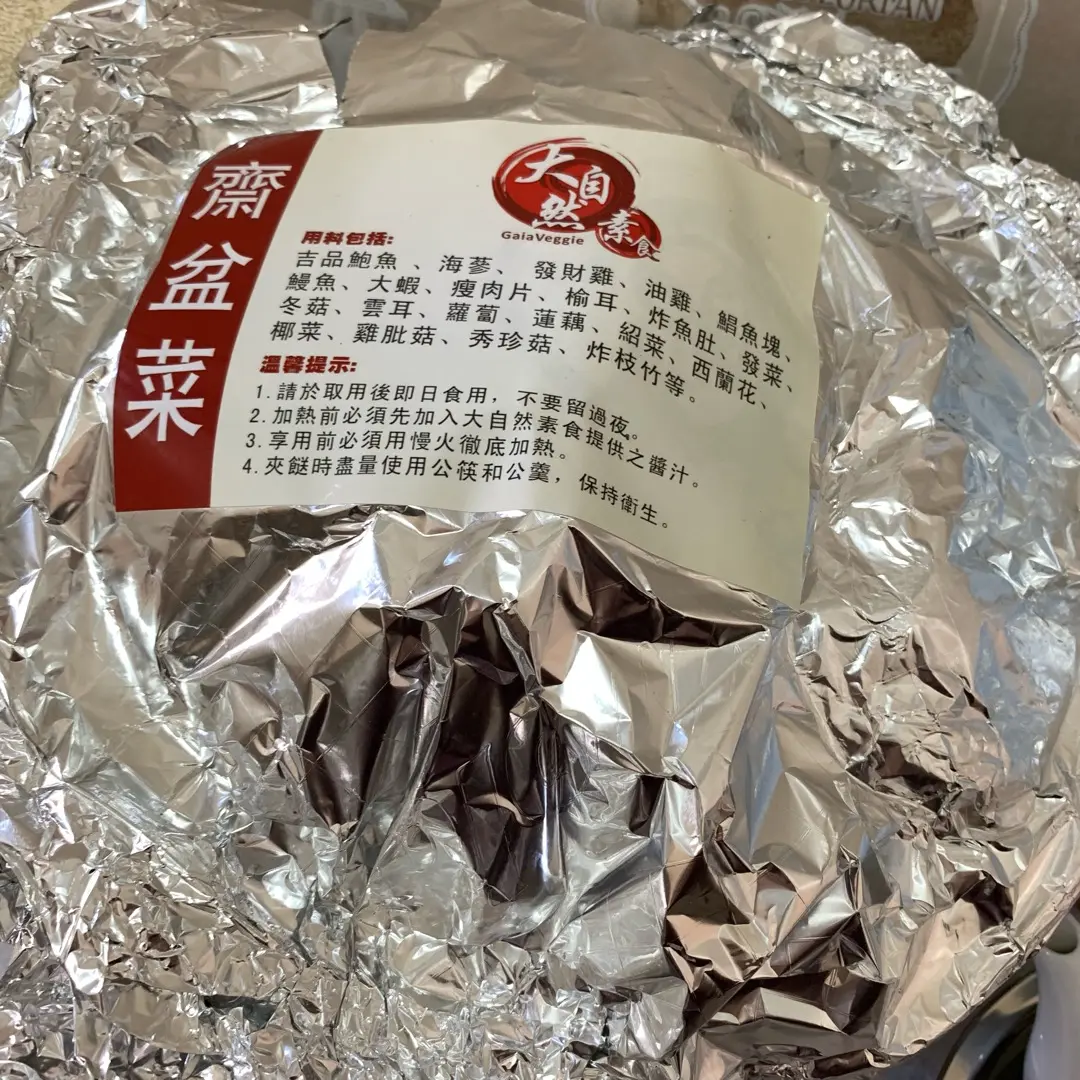 齋盆菜
大自然素食
GaiaVeggie
用料包括:
吉品鮑魚、海蔘、發財雞、油雞、鯧魚塊、
鰻魚、大蝦、瘦肉片、榆耳、炸魚肚、發菜、
冬菇、雲耳、蘿蔔、蓮藕、紹菜、西蘭花、
椰菜、雞肶菇、秀珍菇、炸枝竹等。
溫馨提示:
1. 請於取用後即日食用，不要留過夜。
2. 加熱前必須先加入大自然素食提供之醬汁。
3. 享用前必須用慢火徹底加熱。
4. 夾餸時盡量使用公筷和公羹，保持衛生。